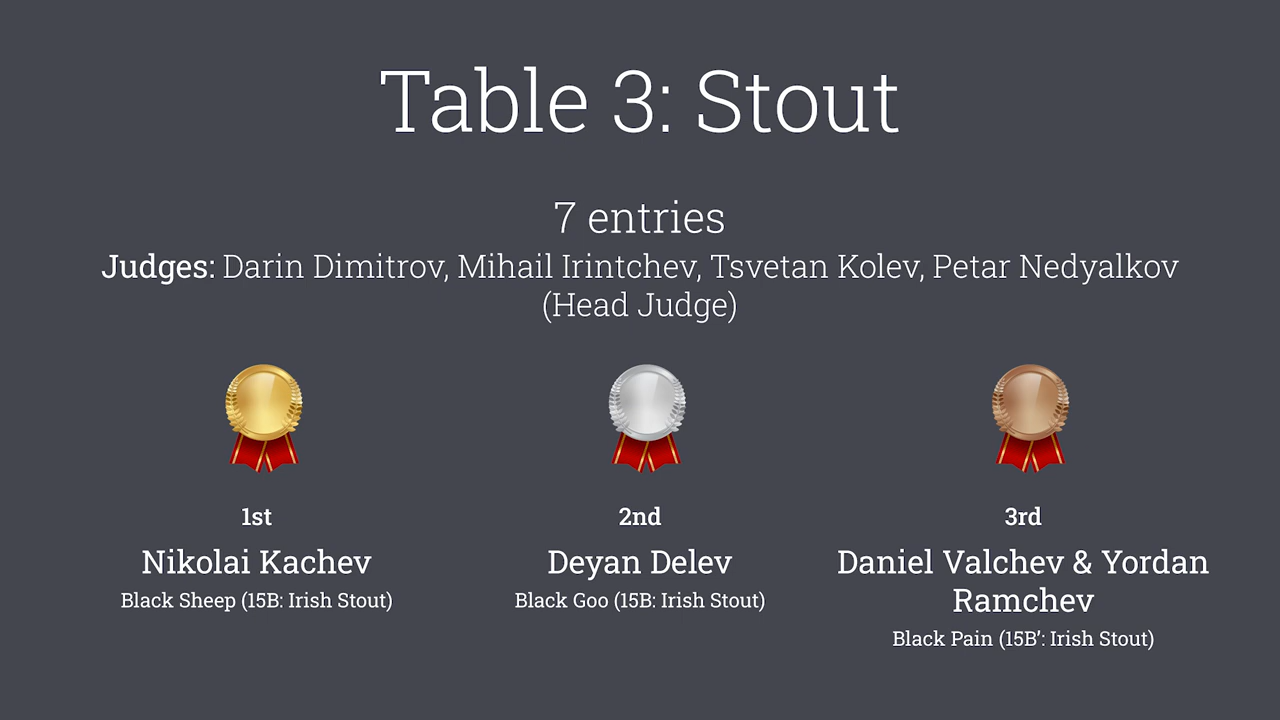 Table 3: Stout
7 entries
Judges: Darin Dimitrov, Mihail Irintchev, Tsvetan Kolev, Petar Nedyalkov
(Head Judge)
1st
Nikolai Kachev
Black Sheep (15B: Irish Stout)
2nd
Deyan Delev
Black Goo (15B: Irish Stout)
3rd
Daniel Valchev & Yordan
Ramchev
Black Pain (15B’: Irish Stout)